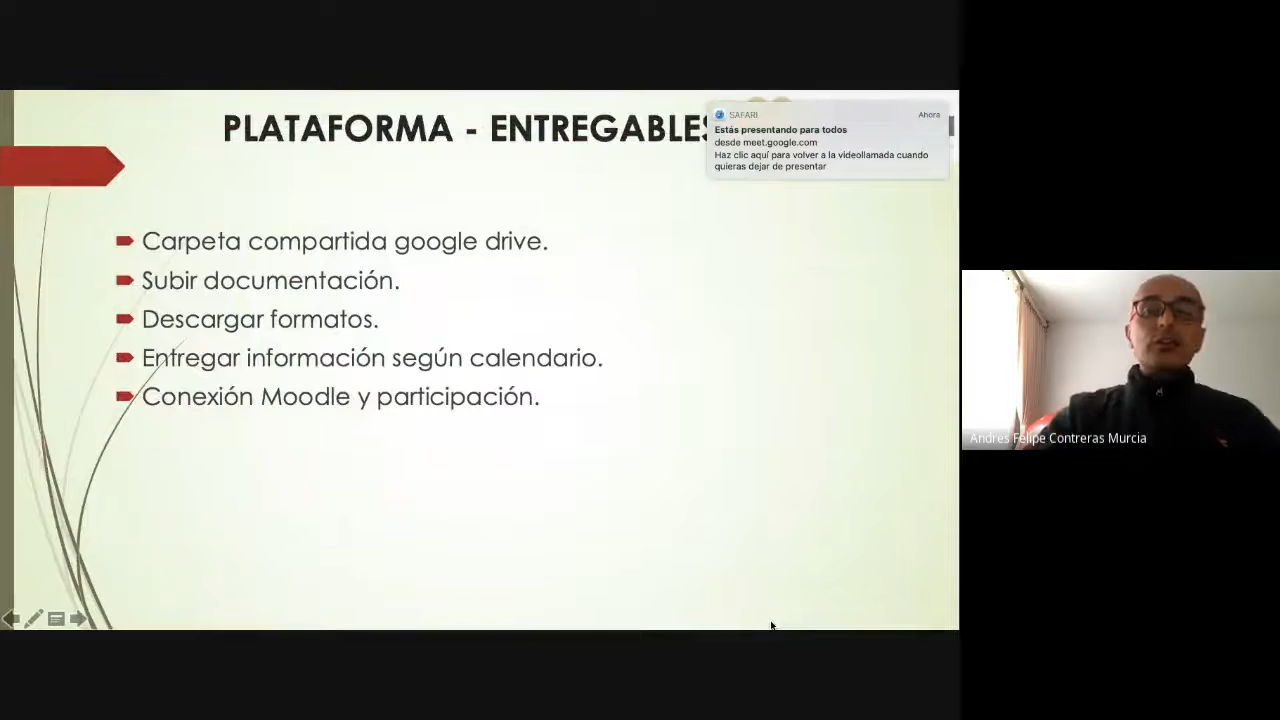 PLATAFORMA - ENTREGABLES
SAFARI
Ahora
Estás presentando para todos
desde meet.google.com
Haz clic aquí para volver a la videollamada cuando
quieras dejar de presentar
Carpeta compartida google drive.
Subir documentación.
Descargar formatos.
Entregar información según calendario.
Conexión Moodle y participación.
Andres Felipe Contreras Murcia